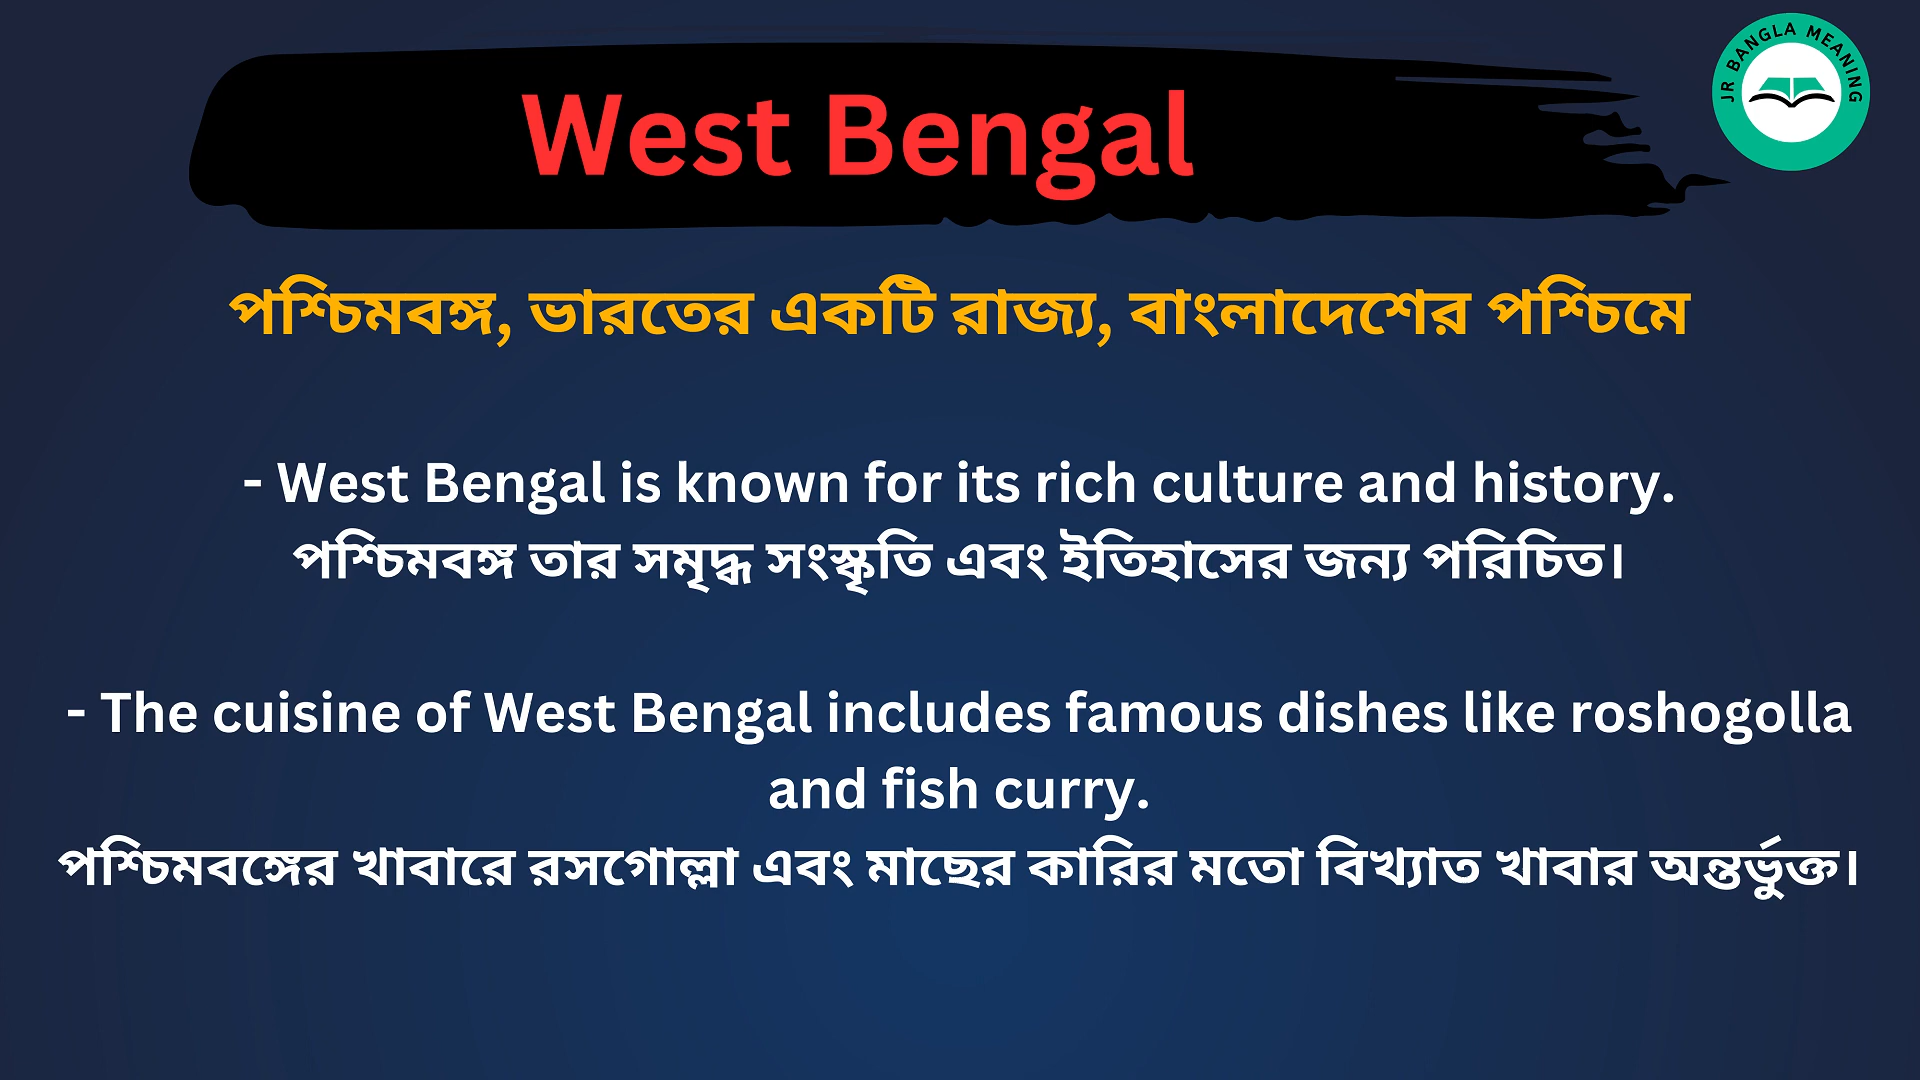 JR BANGLA MEANING
West Bengal
পশ্চিমবঙ্গ, ভারতের একটি রাজ্য, বাংলাদেশের পশ্চিমে
- West Bengal is known for its rich culture and history.
পশ্চিমবঙ্গ তার সমৃদ্ধ সংস্কৃতি এবং ইতিহাসের জন্য পরিচিত।
- The cuisine of West Bengal includes famous dishes like roshogolla
and fish curry.
পশ্চিমবঙ্গের খাবারে রসগোল্লা এবং মাছের কারির মতো বিখ্যাত খাবার অন্তর্ভুক্ত।